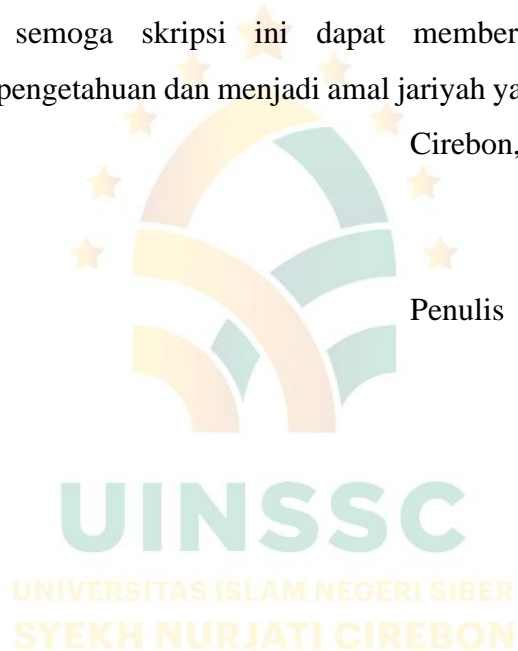 semoga skripsi ini dapat member
pengetahuan dan menjadi amal jariyah ya
Cirebon,
Penulis
UINSSC
UNIVERSITAS ISLAM NEGERI SIBER
SYEKH NURJATI CIREBON